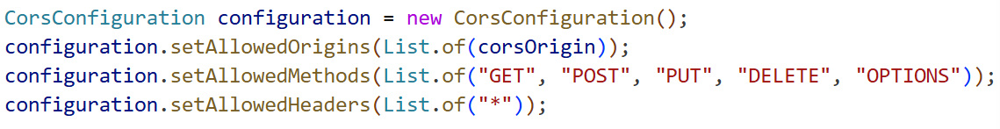 CorsConfiguration configuration = new CorsConfiguration();
configuration.setAllowedOrigins(List.of(corsOrigin));
configuration.setAllowedMethods(List.of("GET", "POST", "PUT", "DELETE", "OPTIONS"));
configuration.setAllowedHeaders(List.of("*"));